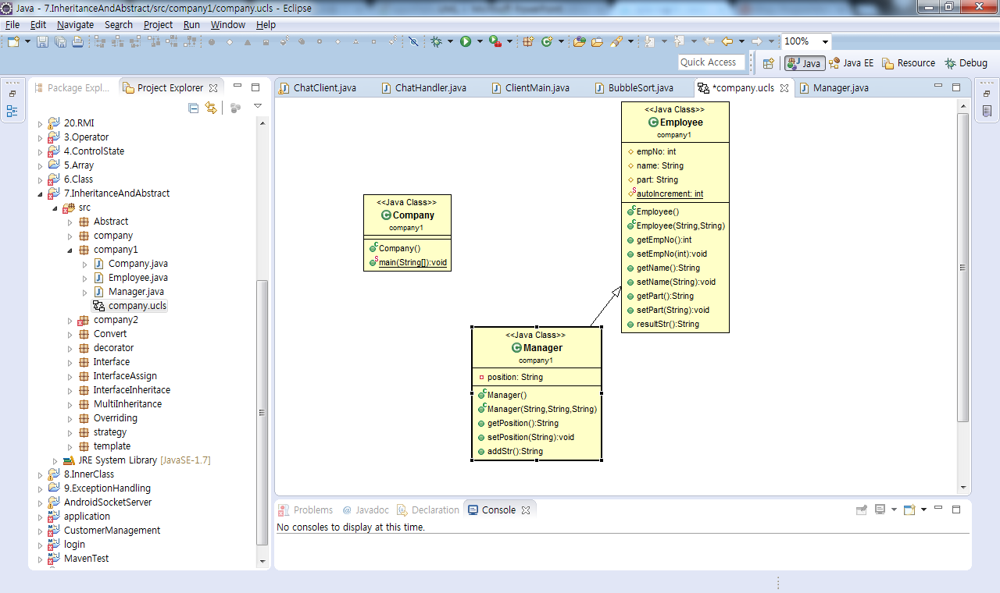 Java - 7.InheritanceAndAbstract/src/company1/company.ucls - Eclipse
File Edit Navigate Search Project Run Window Help
100%
Quick Access Java Java EE Resource Debug
Package Expl... Project Explorer
ChatClient.java ChatHandler.java ClientMain.java BubbleSort.java *company.ucls Manager.java
20.RMI
3.Operator
4.ControlState
5.Array
6.Class
7.InheritanceAndAbstract
src
Abstract
company
company1
Company.java
Employee.java
Manager.java
company.ucls
company2
Convert
decorator
Interface
InterfaceAssign
InterfaceInheritace
MultiInheritance
Overriding
strategy
template
JRE System Library [JavaSE-1.7]
8.InnerClass
9.ExceptionHandling
AndroidSocketServer
application
CustomerManagement
login
MavenTest
<<Java Class>>
Employee
company1
empNo: int
name: String
part: String
autoIncrement: int
Employee()
Employee(String,String)
getEmpNo():int
setEmpNo(int):void
getName():String
setName(String):void
getPart():String
setPart(String):void
resultStr():String
<<Java Class>>
Company
company1
Company()
main(String[]):void
<<Java Class>>
Manager
company1
position: String
Manager()
Manager(String,String,String)
getPosition():String
setPosition(String):void
addStr():String
Problems @ Javadoc Declaration Console
No consoles to display at this time.